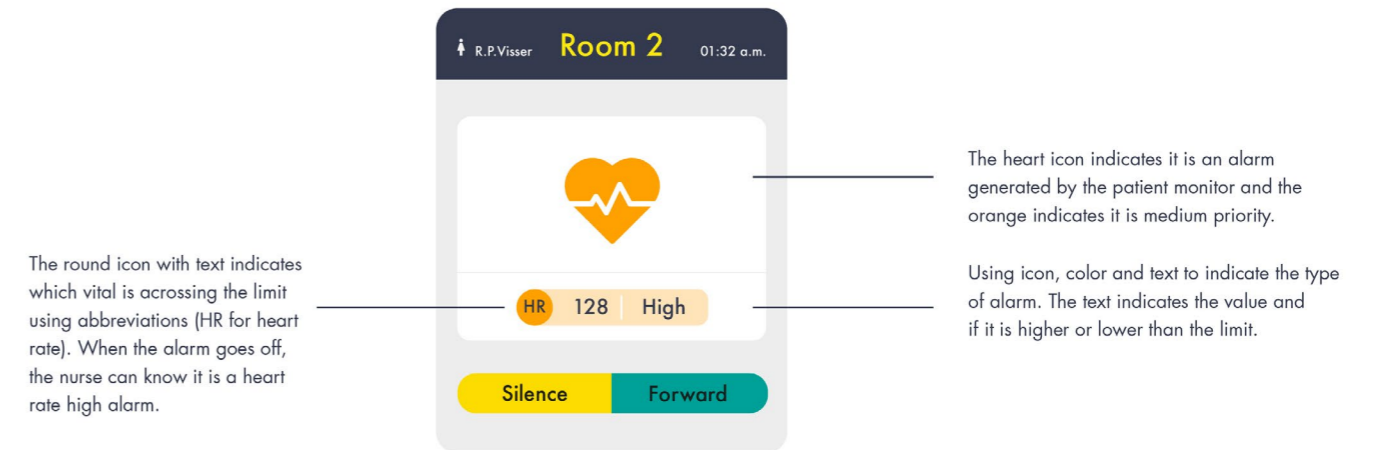 R.P.Visser Room 2 01:32 a.m.
The heart icon indicates it is an alarm
generated by the patient monitor and the
orange indicates it is medium priority.
The round icon with text indicates
which vital is acrossing the limit
using abbreviations (HR for heart
rate). When the alarm goes off,
the nurse can know it is a heart
rate high alarm.
HR 128 High
Using icon, color and text to indicate the type
of alarm. The text indicates the value and
if it is higher or lower than the limit.
Silence Forward